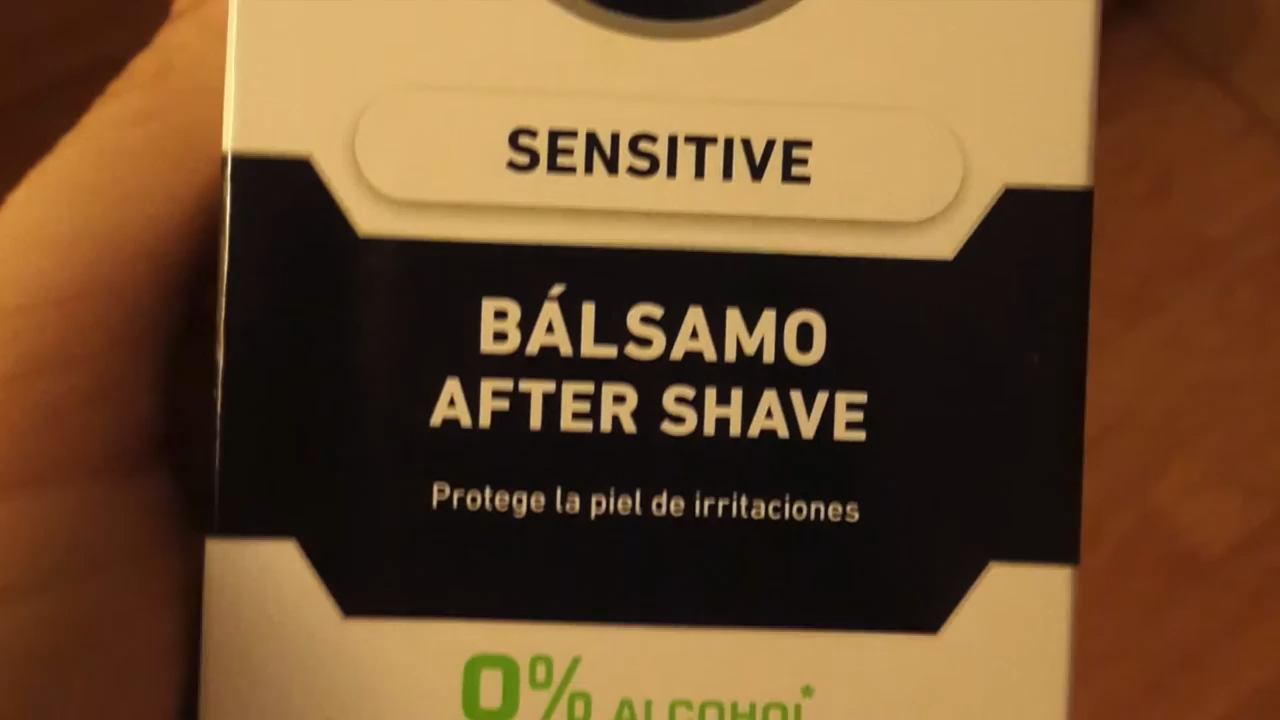 SENSITIVE
BÁLSAMO
AFTER SHAVE
Protege la piel de irritaciones
0% ALCOHOL*